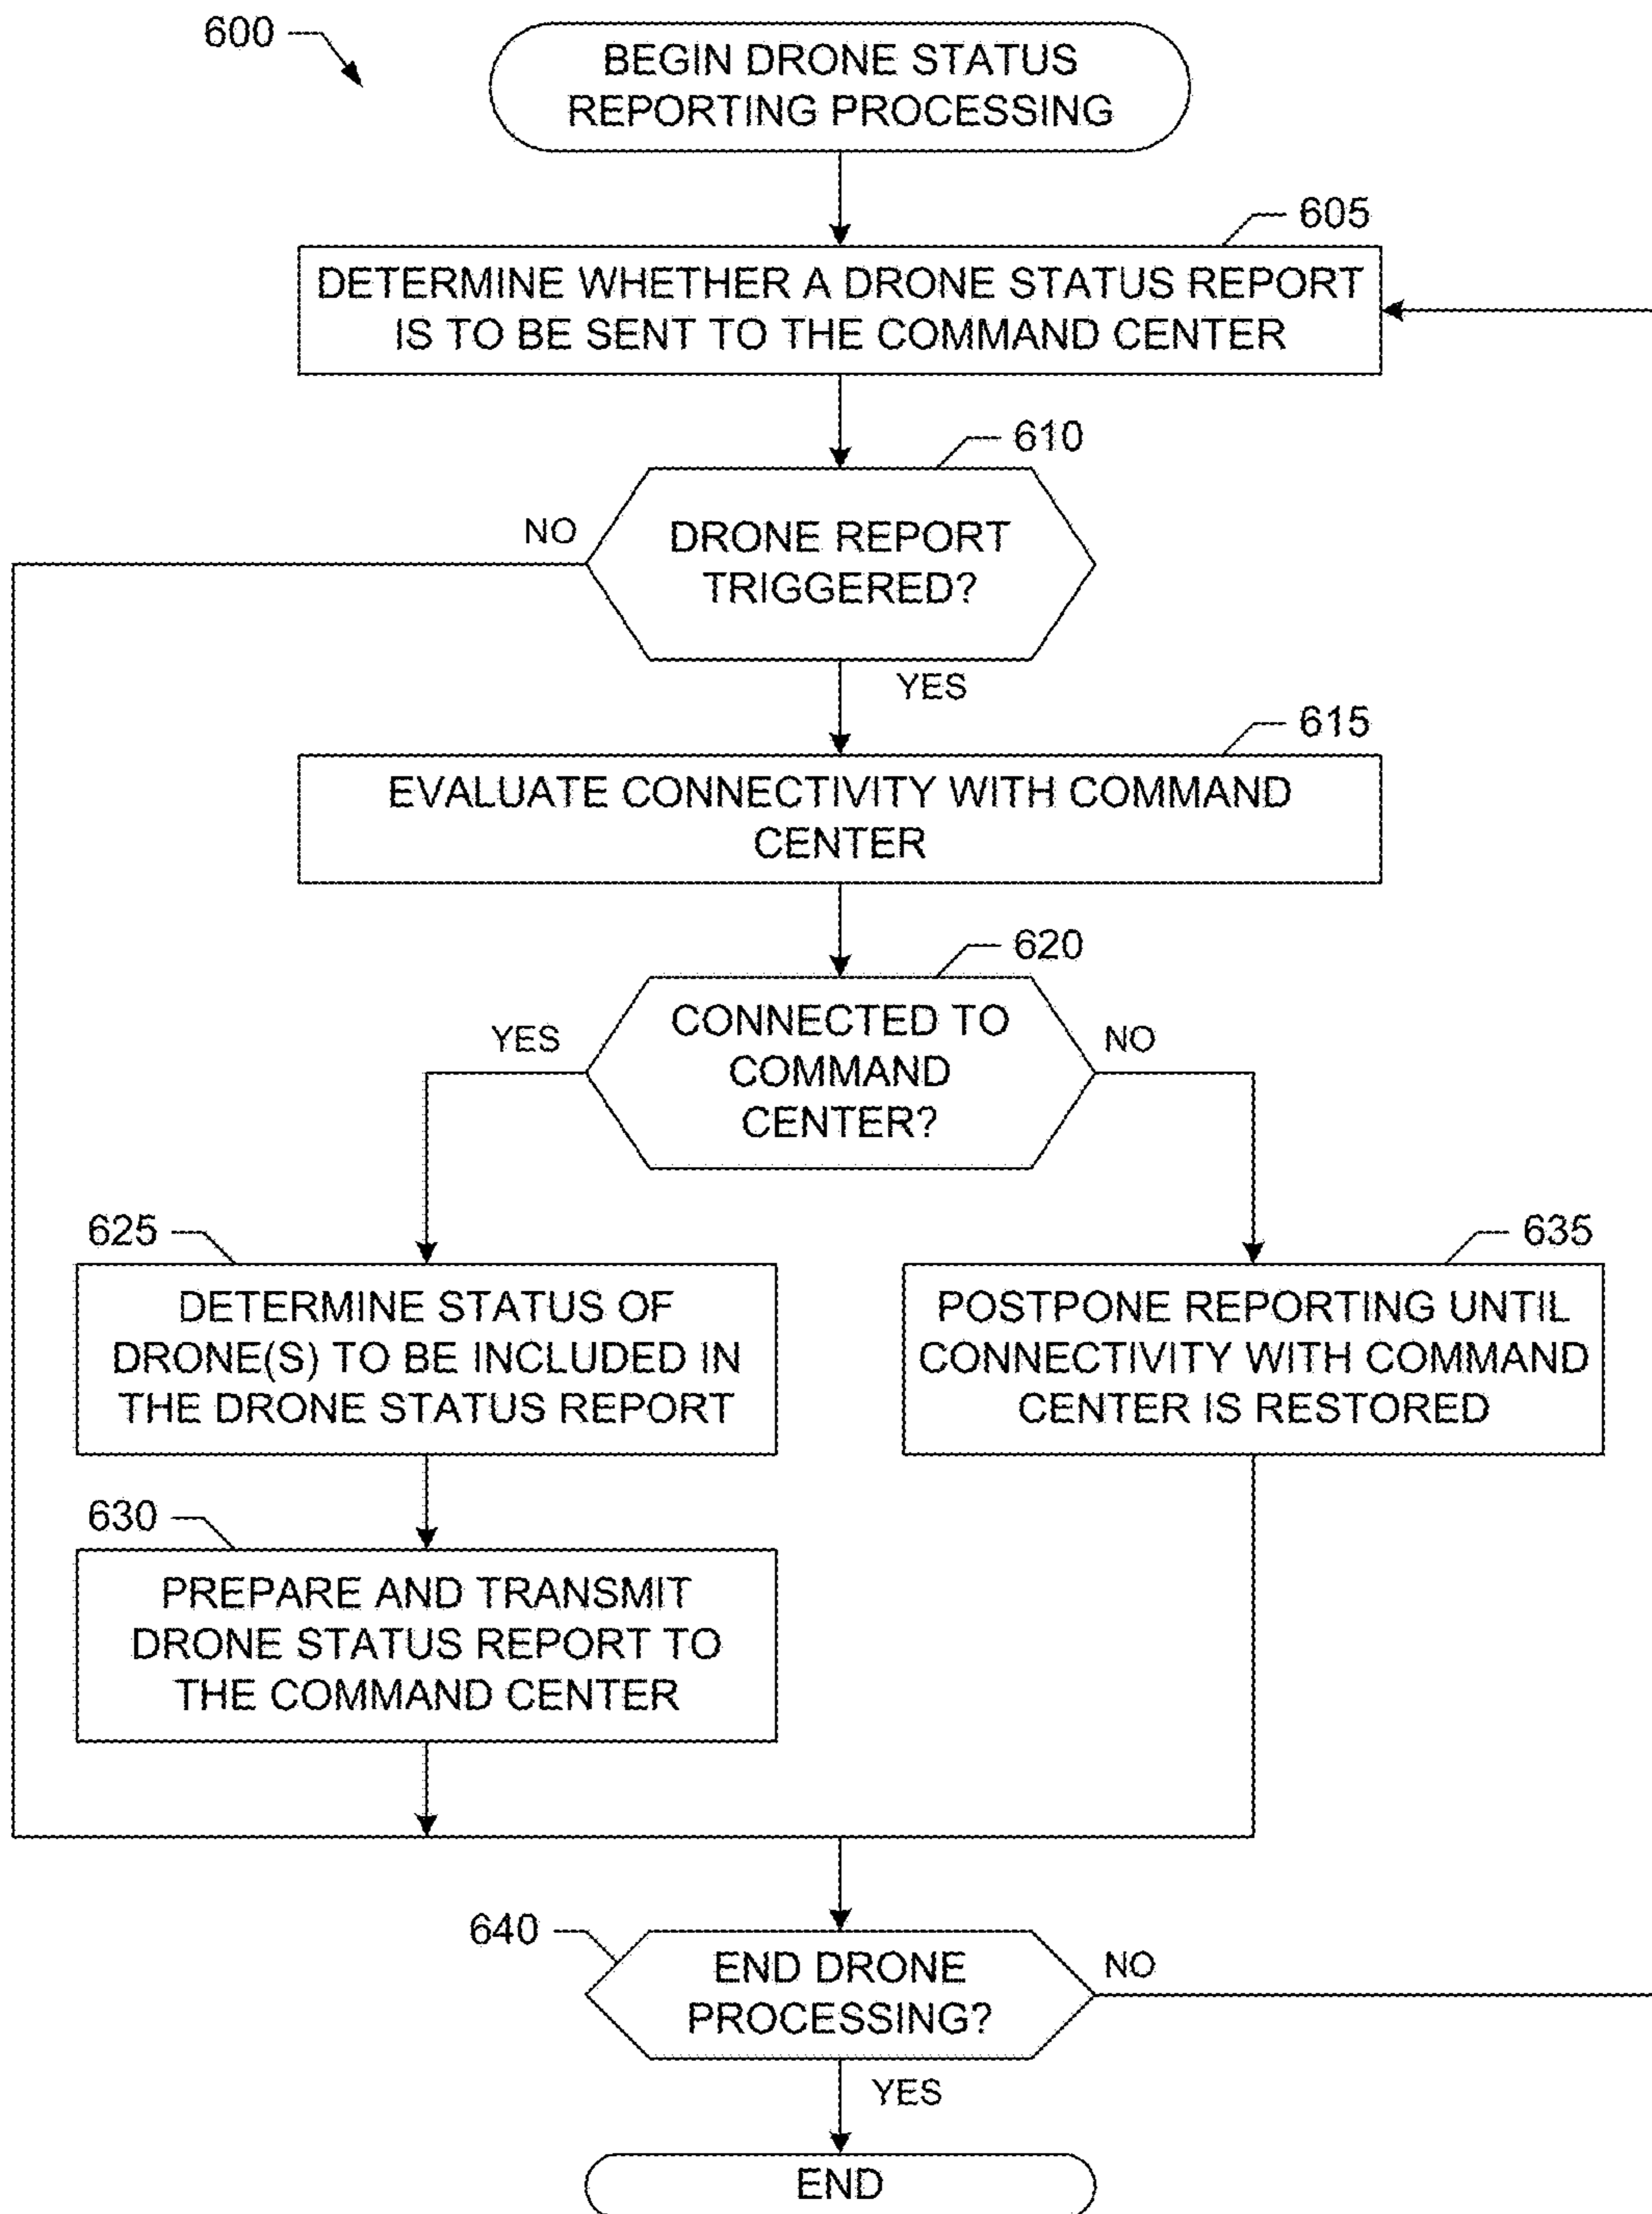 600
BEGIN DRONE STATUS
REPORTING PROCESSING
605
DETERMINE WHETHER A DRONE STATUS REPORT
IS TO BE SENT TO THE COMMAND CENTER
610
NO
DRONE REPORT
TRIGGERED?
YES
615
EVALUATE CONNECTIVITY WITH COMMAND
CENTER
620
YES
CONNECTED TO
COMMAND
CENTER?
NO
625
DETERMINE STATUS OF
DRONE(S) TO BE INCLUDED IN
THE DRONE STATUS REPORT
635
POSTPONE REPORTING UNTIL
CONNECTIVITY WITH COMMAND
CENTER IS RESTORED
630
PREPARE AND TRANSMIT
DRONE STATUS REPORT TO
THE COMMAND CENTER
640
END DRONE
PROCESSING?
NO
YES
END